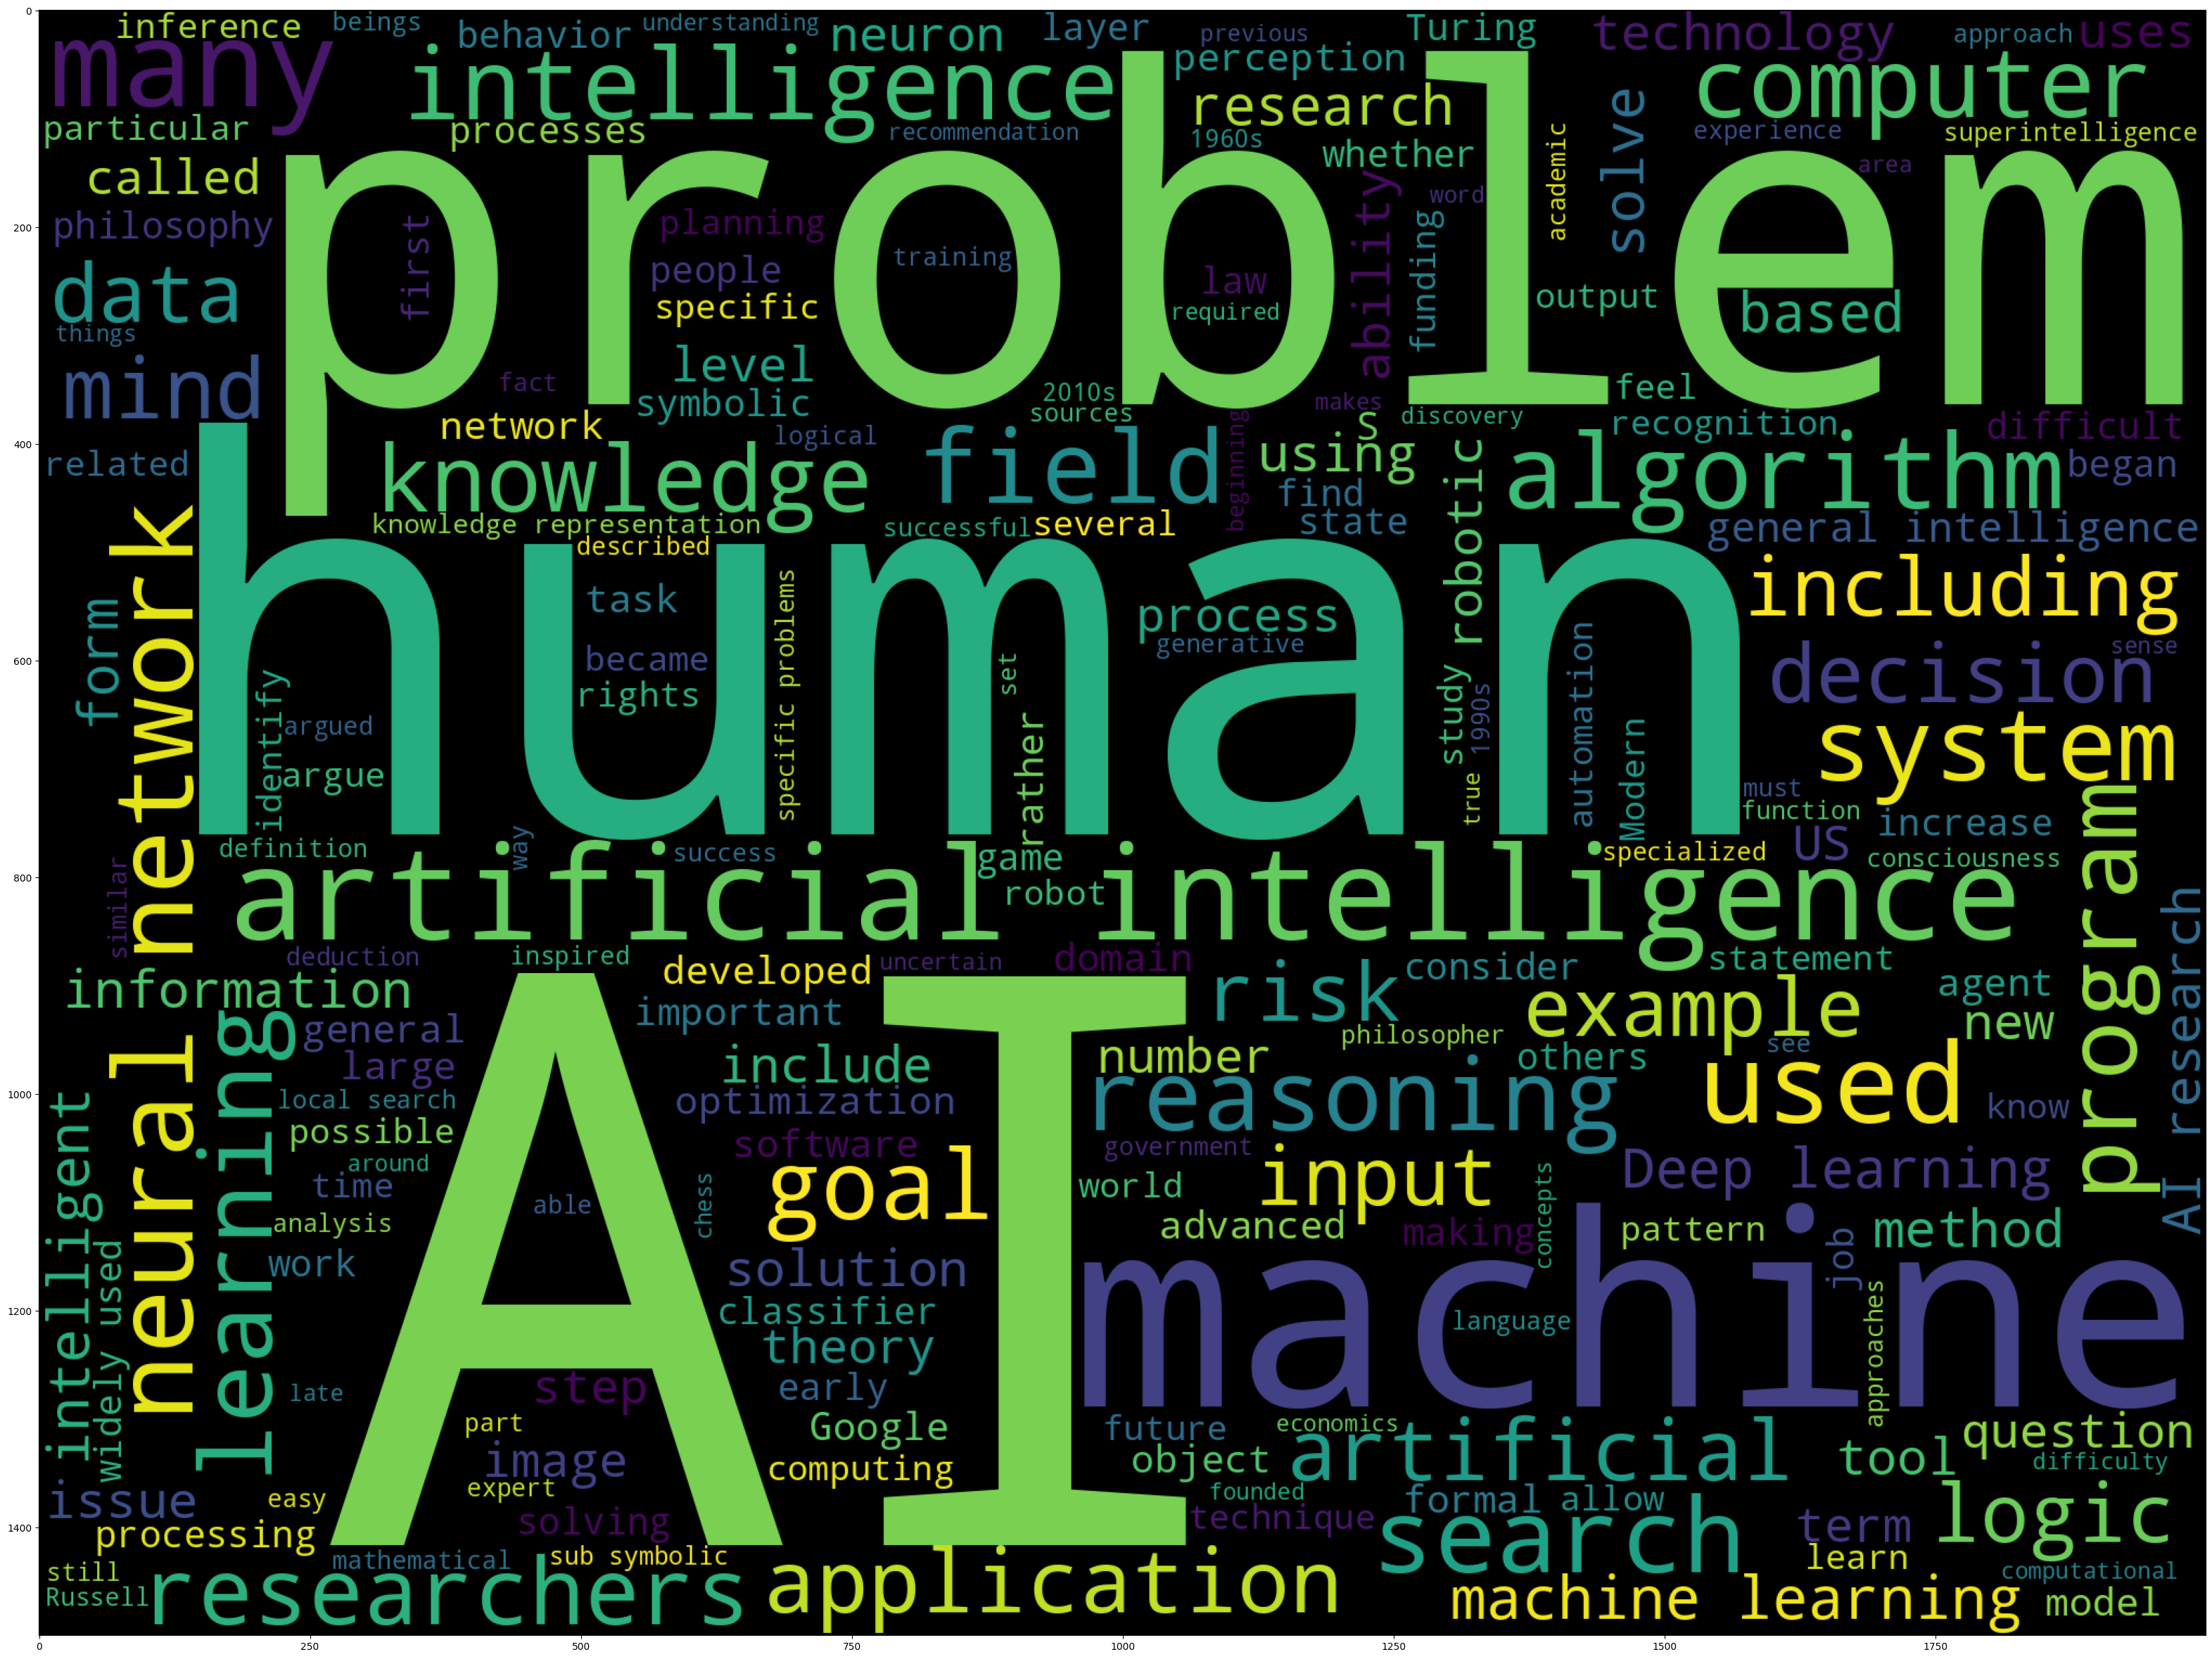 0
inference
beings
behavior
understanding
neuron
layer
previous
Turing
technology
approach
uses
many
intelligence
perception
computer
research
particular
processes
recommendation
1960s
whether
academic
solve
experience
superintelligence
called
problem
area
ability
word
200
philosophy
first
planning
funding
people
training
law
data
specific
required
output
based
things
level
mind
fact
symbolic
2010s
sources
makes
s
discovery
feel
recognition
difficult
400
related
network
logical
knowledge
field
beginning
using
find
robotic
algorithm
began
knowledge representation
successful
several
state
general intelligence
described
including
form
task
human
process
generative
specific problems
600
became
rights
set
study
1990s
automation
decision
sense
argued
identify
argue
rather
true
Modern
system
must
function
increase
definition
way
success
game
specialized
US
consciousness
800
similar
artificial intelligence
robot
program
deduction
inspired
uncertain
domain
statement
information
developed
risk
consider
agent
AI research
neural network
general
important
philosopher
example
new
large
include
number
others
see
used
1000
learning
local search
optimization
reasoning
know
possible
software
government
around
goal
world
input
Deep learning
intelligent
time
able
chess
concepts
analysis
advanced
making
pattern
method
work
AI
solution
job
machine
1200
widely used
classifier
language
theory
approaches
late
step
early
part
Google
future
economics
artificial
question
image
object
tool
difficulty
computing
expert
issue
easy
founded
formal
allow
logic
1400
processing
solving
technique
search
term
still
mathematical
sub symbolic
learn
computational
Russell
researchers
application
machine learning
model
0 250 500 750 1000 1250 1500 1750